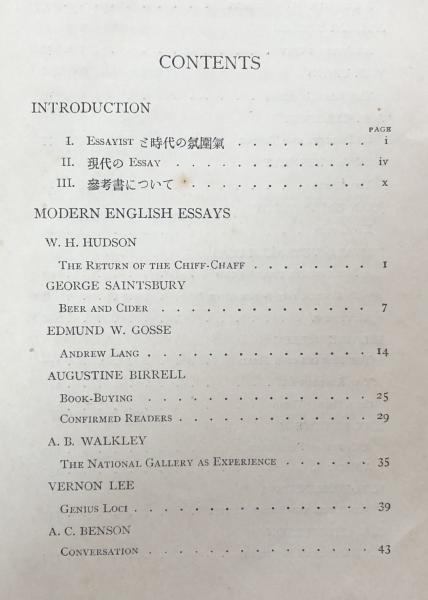 CONTENTS
INTRODUCTION
PAGE
I. ESSAYIST と時代の氛圍氣 . . . . . . . . . . i
II. 現代の ESSAY . . . . . . . . . . . . iv
III. 參考書について . . . . . . . . . . . . x
MODERN ENGLISH ESSAYS
W. H. HUDSON
THE RETURN OF THE CHIFF-CHAFF . . . . . . . . 1
GEORGE SAINTSBURY
BEER AND CIDER . . . . . . . . . . . . 7
EDMUND W. GOSSE
ANDREW LANG . . . . . . . . . . . . . 14
AUGUSTINE BIRRELL
BOOK-BUYING . . . . . . . . . . . . . 25
CONFIRMED READERS . . . . . . . . . . . 29
A. B. WALKLEY
THE NATIONAL GALLERY AS EXPERIENCE . . . . . . 35
VERNON LEE
GENIUS LOCI . . . . . . . . . . . . . . 39
A. C. BENSON
CONVERSATION . . . . . . . . . . . . . 43